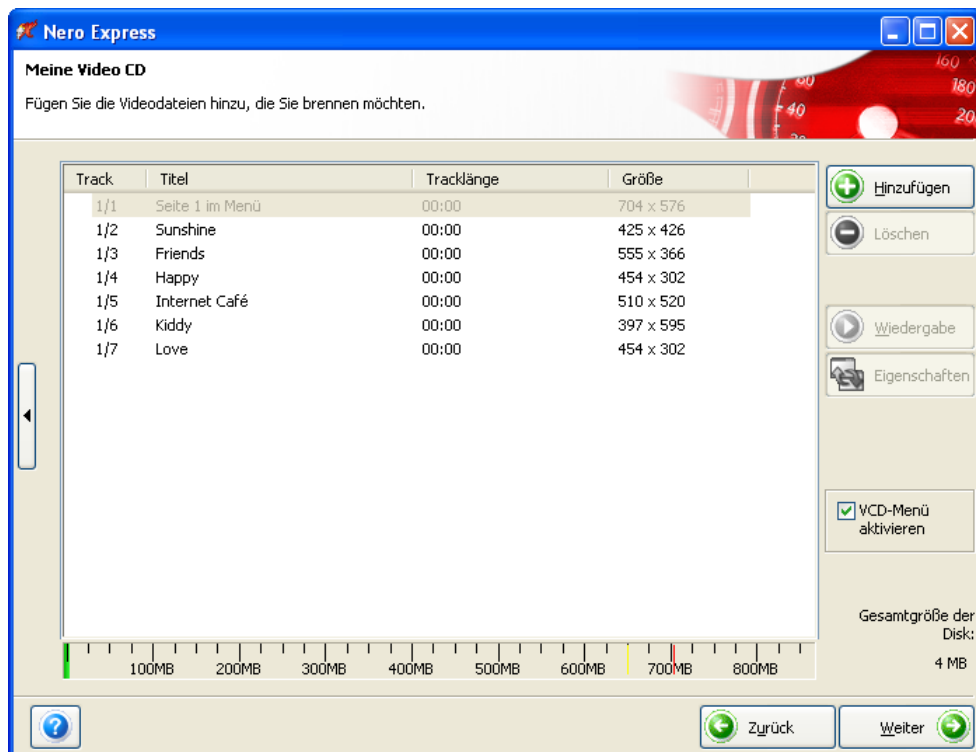 Nero Express
Meine Video CD
Fügen Sie die Videodateien hinzu, die Sie brennen möchten.
160
180
200
60
40
20
Track Titel Tracklänge Größe
1/1 Seite 1 im Menü 00:00 704 x 576
1/2 Sunshine 00:00 425 x 426
1/3 Friends 00:00 555 x 366
1/4 Happy 00:00 454 x 302
1/5 Internet Café 00:00 510 x 520
1/6 Kiddy 00:00 397 x 595
1/7 Love 00:00 454 x 302
Hinzufügen
Löschen
Wiedergabe
Eigenschaften
VCD-Menü
aktivieren
Gesamtgröße der
Disk:
4 MB
100MB 200MB 300MB 400MB 500MB 600MB 700MB 800MB
?
Zurück
Weiter